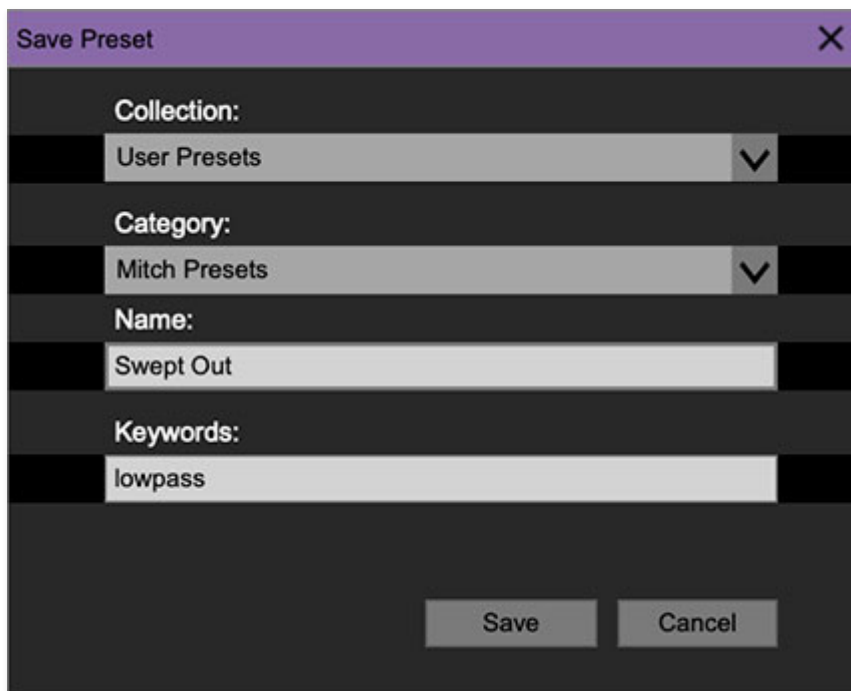 Save Preset
Collection:
User Presets
Category:
Mitch Presets
Name:
Swept Out
Keywords:
lowpass
Save Cancel